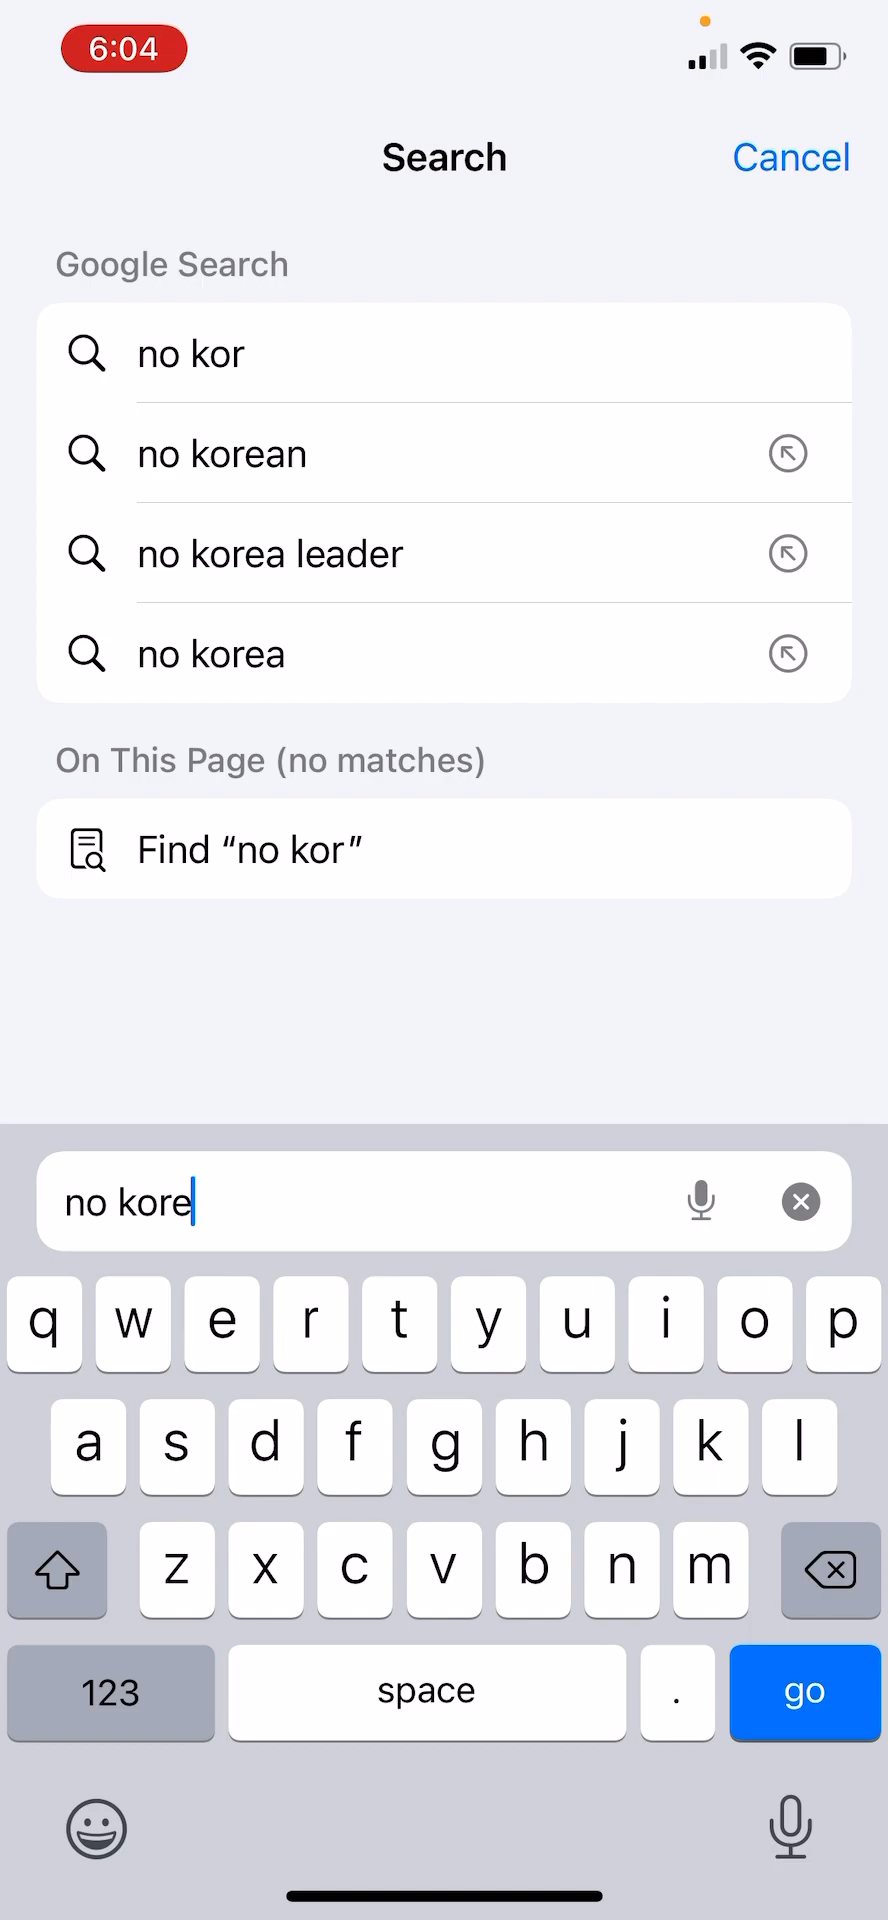 6:04
Search
Cancel
Google Search
no kor
no korean
no korea leader
no korea
On This Page (no matches)
Find “no kor”
no kore
q w e r t y u i o p
a s d f g h j k l
z x c v b n m
123 space . go